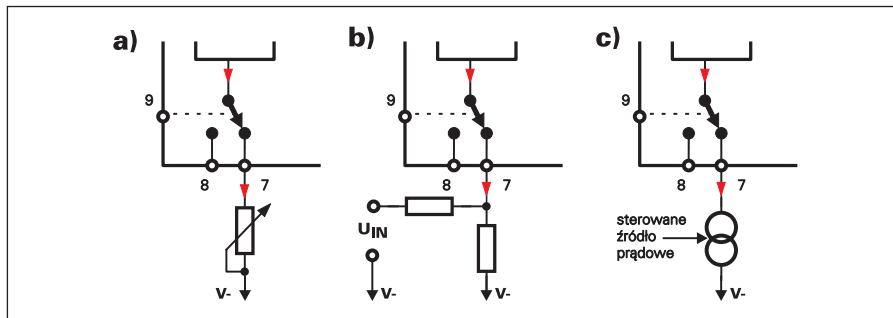 a)
9
8
7
V-
b)
9
8
7
UIN
V-
V-
c)
9
8
7
sterowane
źródło
prądowe
V-